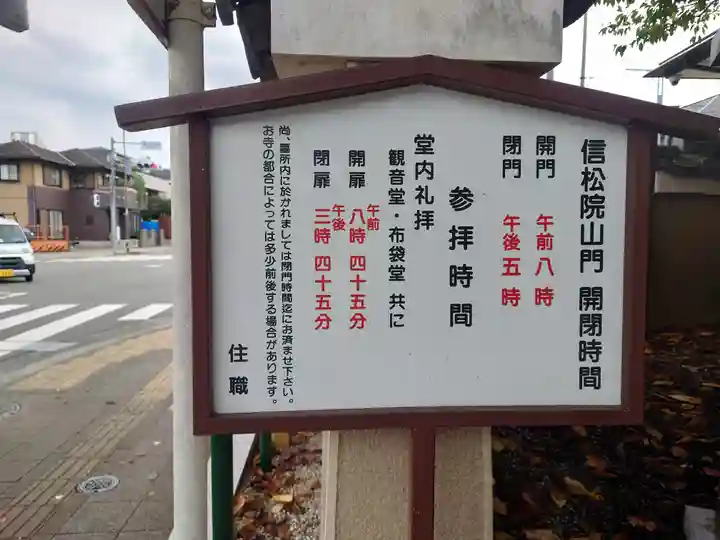 信松院山門 開閉時間
開門 午前八時
閉門 午後五時
参拝時間
堂内礼拝
観音堂・布袋堂 共に
開扉 午前八時 四十五分
閉扉 午後三時 四十五分
尚、墓所内に於かれましては閉門時間迄にお済ませ下さい。
お寺の都合によっては多少前後する場合があります。
住職